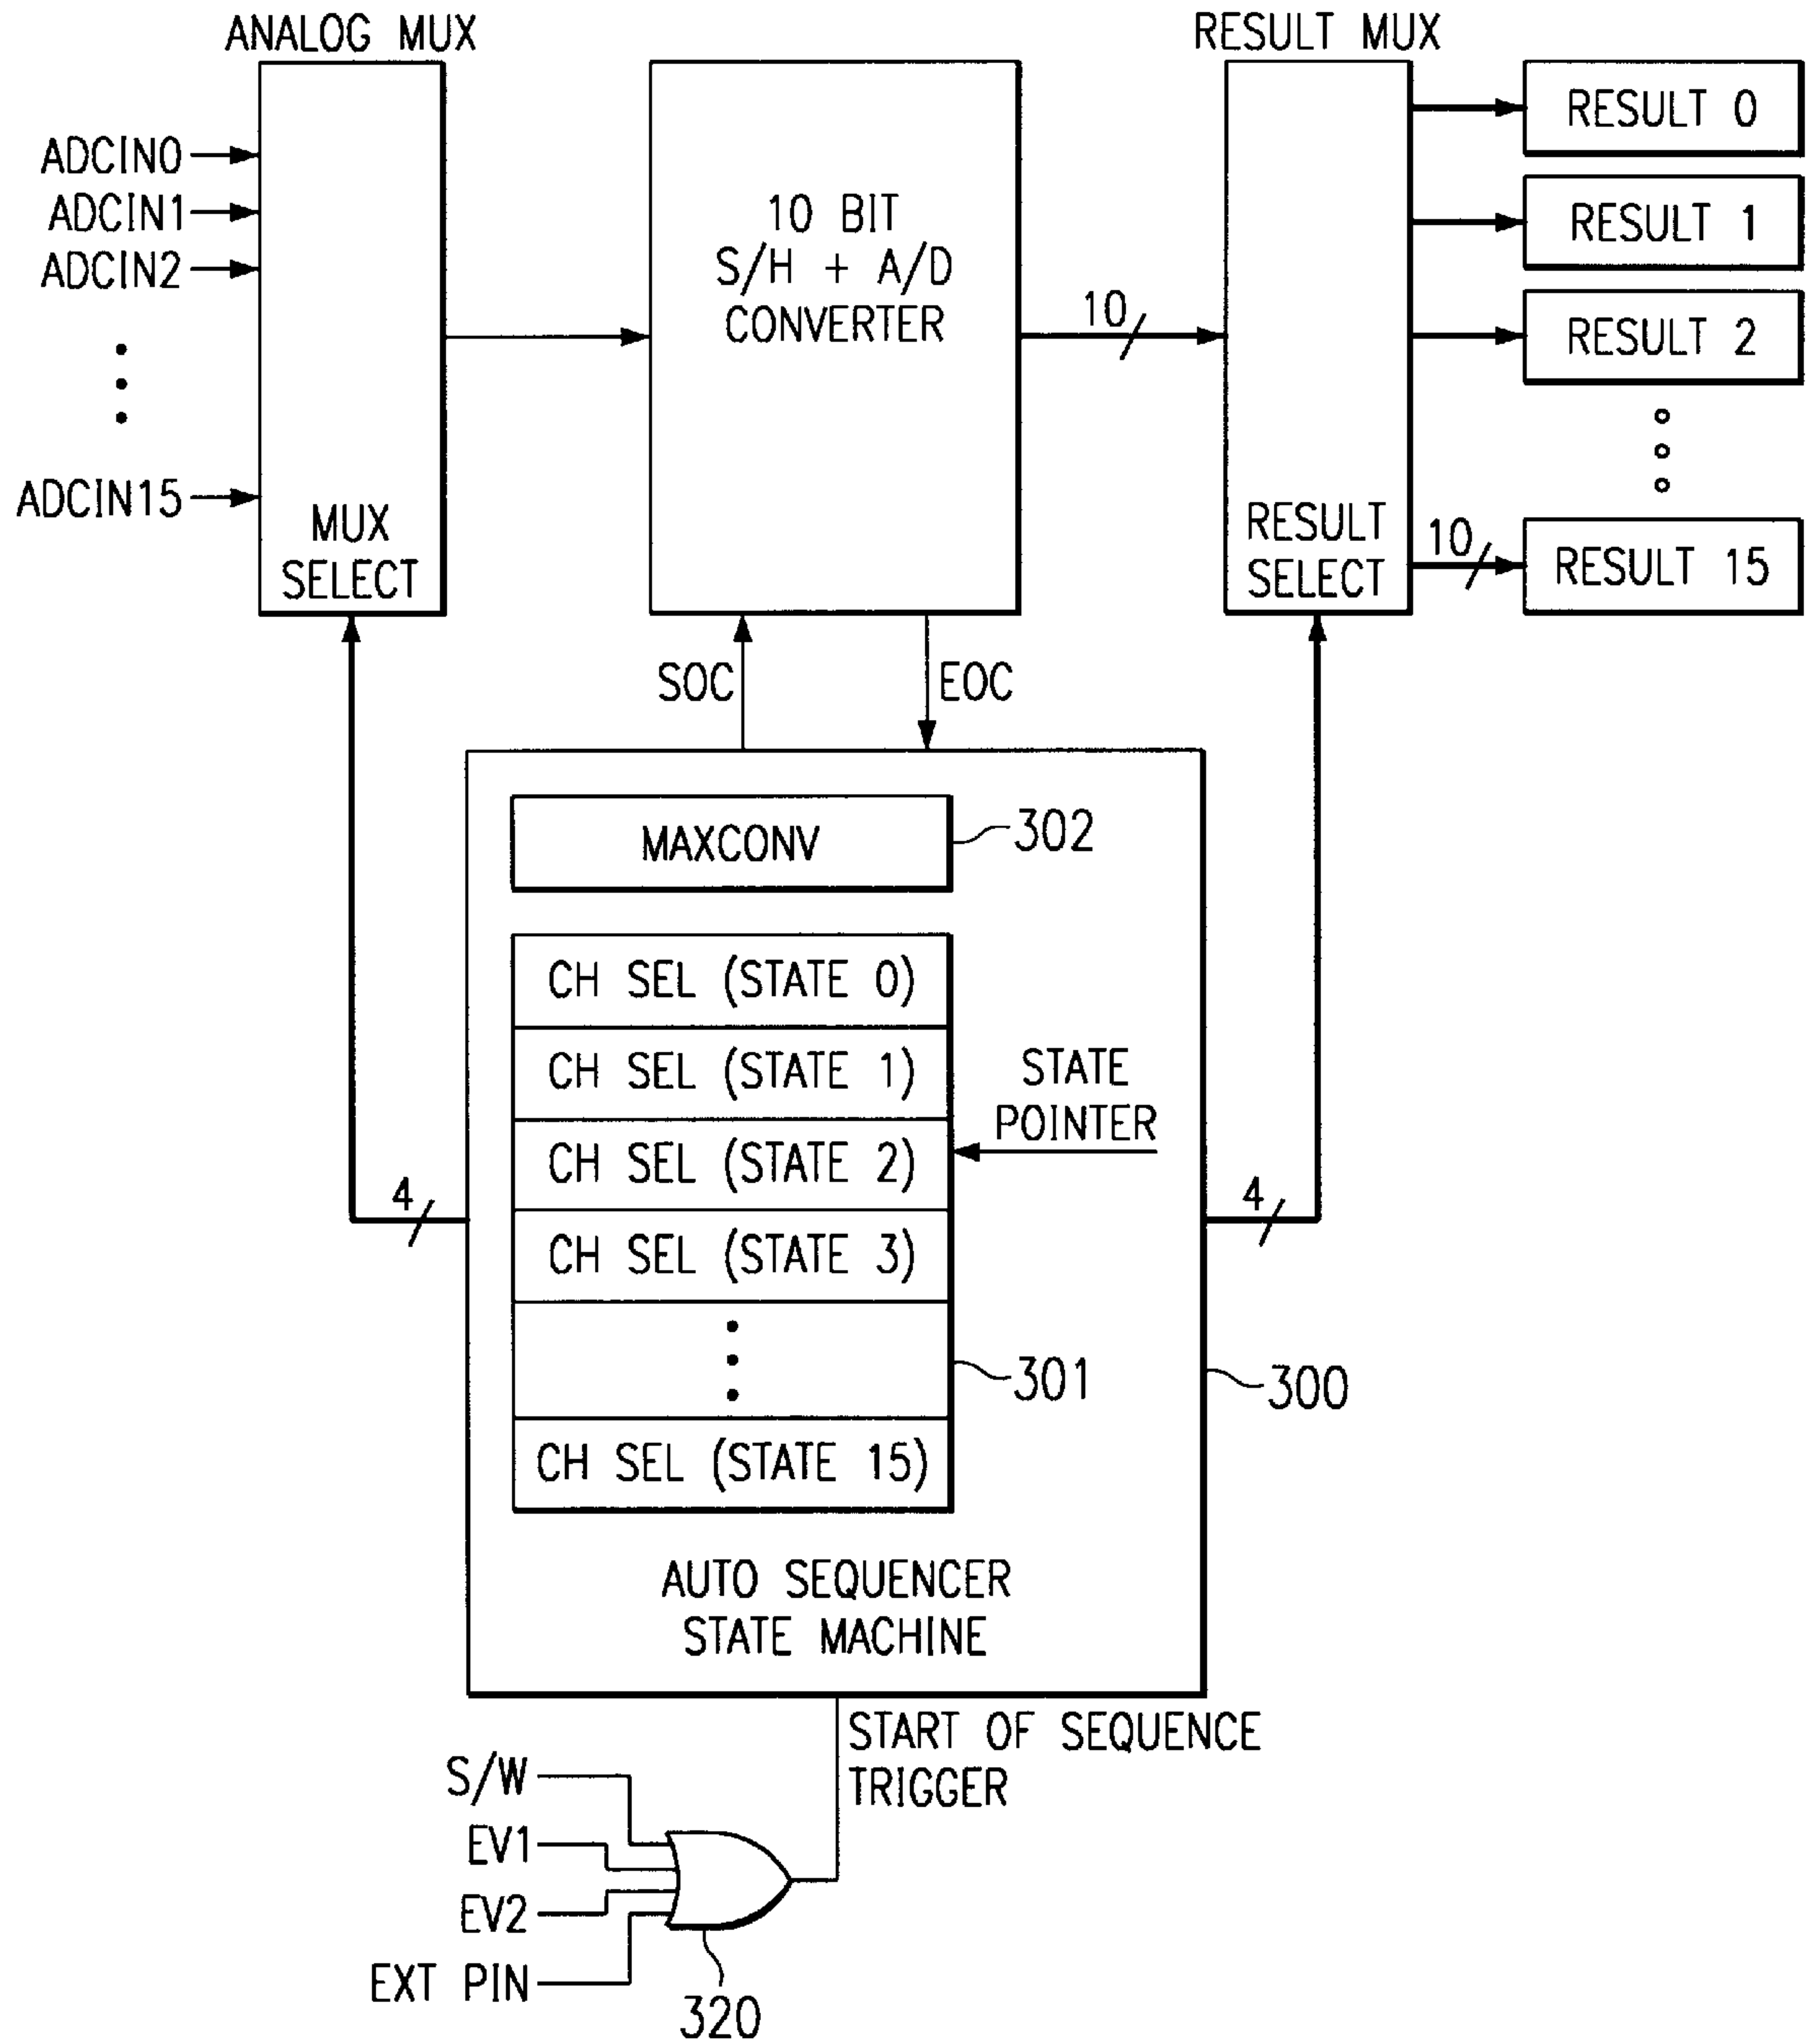 ANALOG MUX
RESULT MUX
ADCIN0
ADCIN1
ADCIN2
ADCIN15
MUX
SELECT
10 BIT
S/H + A/D
CONVERTER
10
RESULT
SELECT
10
RESULT 0
RESULT 1
RESULT 2
RESULT 15
SOC
EOC
MAXCONV
302
CH SEL (STATE 0)
CH SEL (STATE 1)
CH SEL (STATE 2)
CH SEL (STATE 3)
CH SEL (STATE 15)
STATE
POINTER
4
4
301
300
AUTO SEQUENCER
STATE MACHINE
START OF SEQUENCE
TRIGGER
S/W
EV1
EV2
EXT PIN
320